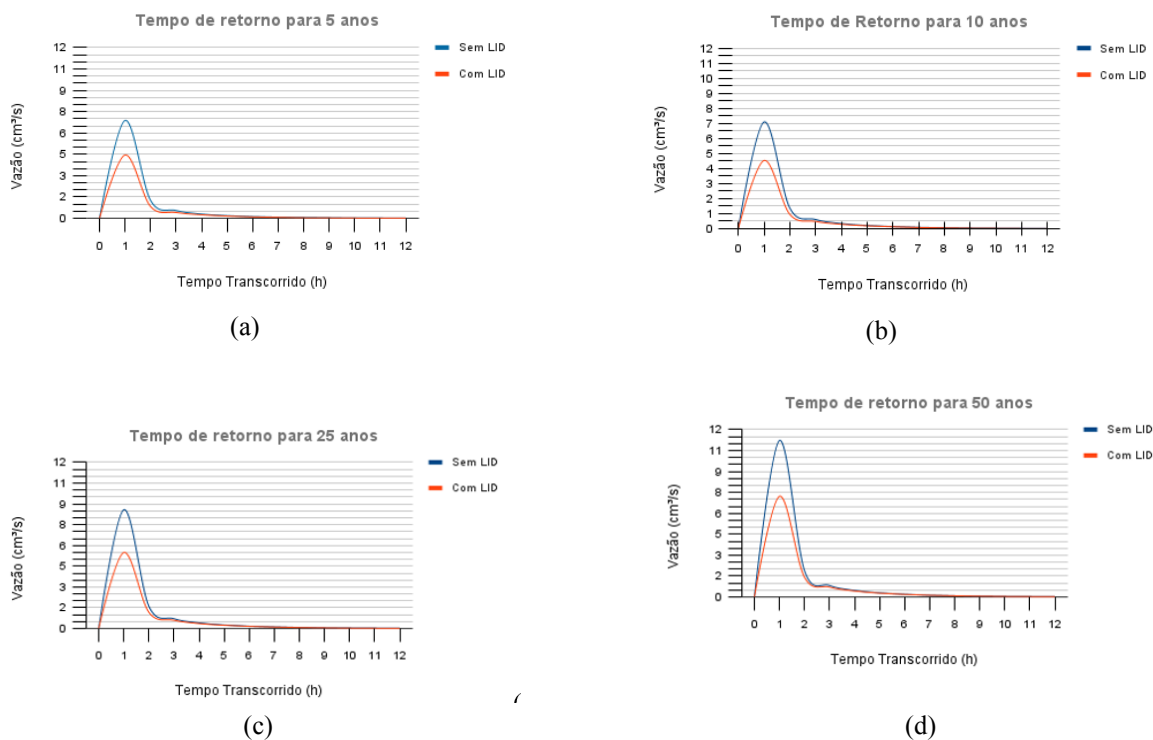 Tempo de retorno para 5 anos
12
11
9
8
6
5
3
2
0
Vazão (cm³/s)
0 1 2 3 4 5 6 7 8 9 10 11 12
Tempo Transcorrido (h)
Sem LID
Com LID
(a)
Tempo de Retorno para 10 anos
12
11
10
9
8
7
6
5
4
3
2
1
0
Vazão (cm³/s)
0 1 2 3 4 5 6 7 8 9 10 11 12
Tempo Transcorrido (h)
Sem LID
Com LID
(b)
Tempo de retorno para 25 anos
12
11
9
8
6
5
3
2
0
Vazão (cm³/s)
0 1 2 3 4 5 6 7 8 9 10 11 12
Tempo Transcorrido (h)
Sem LID
Com LID
(c)
Tempo de retorno para 50 anos
12
11
9
8
6
5
3
2
0
Vazão (cm³/s)
0 1 2 3 4 5 6 7 8 9 10 11 12
Tempo Transcorrido (h)
Sem LID
Com LID
(d)